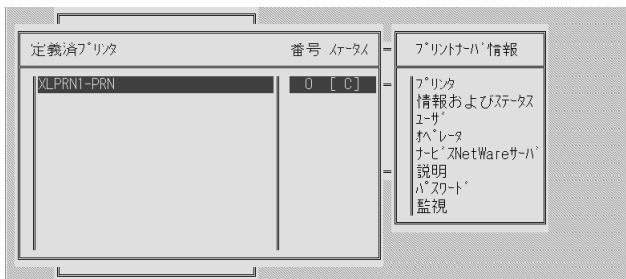 定義済ﾌﾟﾘﾝﾀ 番号 ｽﾃｰﾀｽ
XLPRN1-PRN 0 [ C]
ﾌﾟﾘﾝﾄｻｰﾊﾞ情報
ﾌﾟﾘﾝﾀ
情報およびｽﾃｰﾀｽ
ﾕｰｻﾞ
ｵﾍﾟﾚｰﾀ
ｻｰﾋﾞｽNetWareｻｰﾊﾞ
説明
ﾊﾟｽﾜｰﾄﾞ
監視